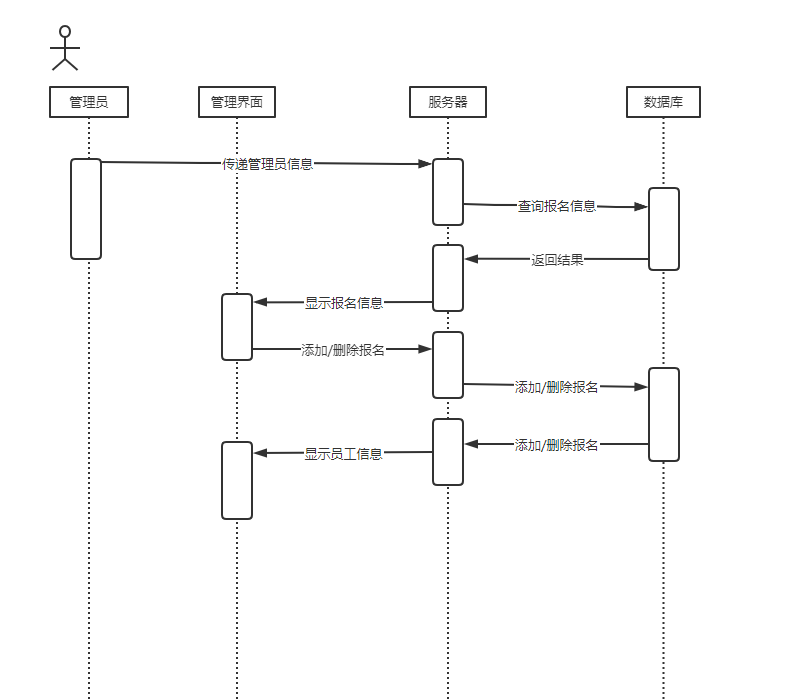 管理员
管理界面
服务器
数据库
传递管理员信息
查询报名信息
返回结果
显示报名信息
添加/删除报名
添加/删除报名
添加/删除报名
显示员工信息